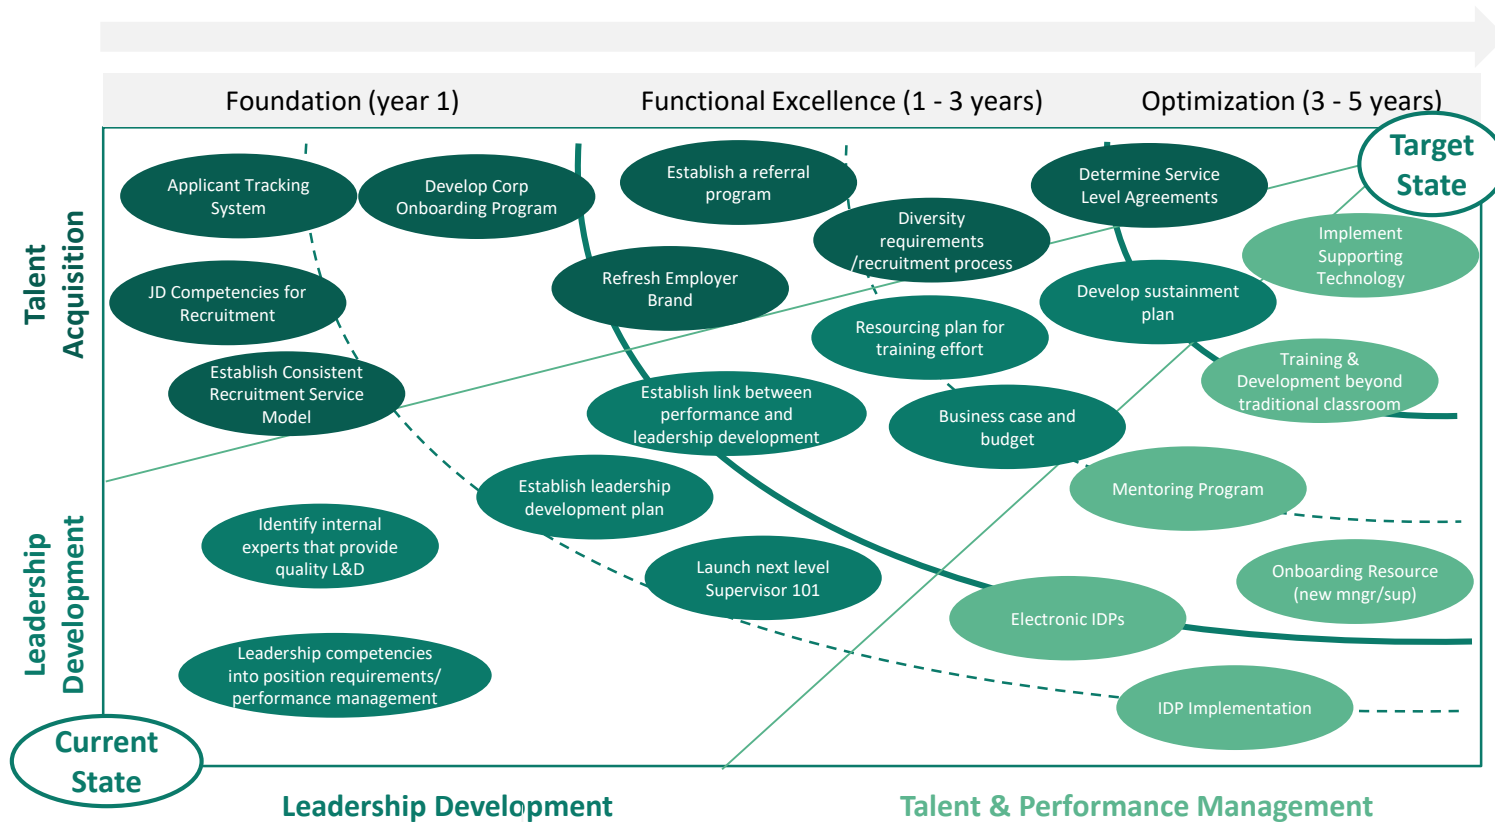 Foundation (year 1)
Functional Excellence (1 - 3 years)
Optimization (3 - 5 years)
Target
State
Talent
Acquisition
Leadership
Development
Applicant Tracking
System
Develop Corp
Onboarding Program
Establish a referral
program
Determine Service
Level Agreements
Diversity
requirements
/recruitment process
Implement
Supporting
Technology
JD Competencies for
Recruitment
Refresh Employer
Brand
Develop sustainment
plan
Resourcing plan for
training effort
Establish Consistent
Recruitment Service
Model
Establish link between
performance and
leadership development
Business case and
budget
Training &
Development beyond
traditional classroom
Establish leadership
development plan
Mentoring Program
Identify internal
experts that provide
quality L&D
Launch next level
Supervisor 101
Onboarding Resource
(new mngr/sup)
Electronic IDPs
Leadership competencies
into position requirements/
performance management
IDP Implementation
Current
State
Leadership Development
Talent & Performance Management